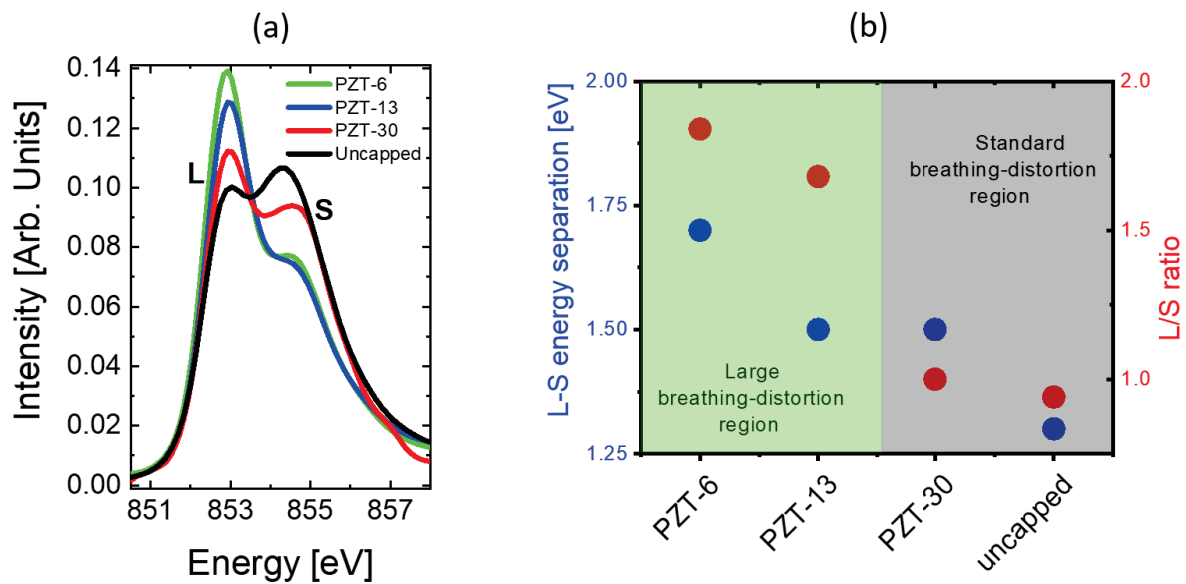 (a)
Intensity [Arb. Units]
0.14
0.12
0.10
0.08
0.06
0.04
0.02
0.00
851
853
855
857
Energy [eV]
PZT-6
PZT-13
PZT-30
Uncapped
L
S
(b)
L-S energy separation [eV]
2.00
1.75
1.50
1.25
Large
breathing-distortion
region
Standard
breathing-distortion
region
2.0
1.5
1.0
L/S ratio
PZT-6
PZT-13
PZT-30
uncapped